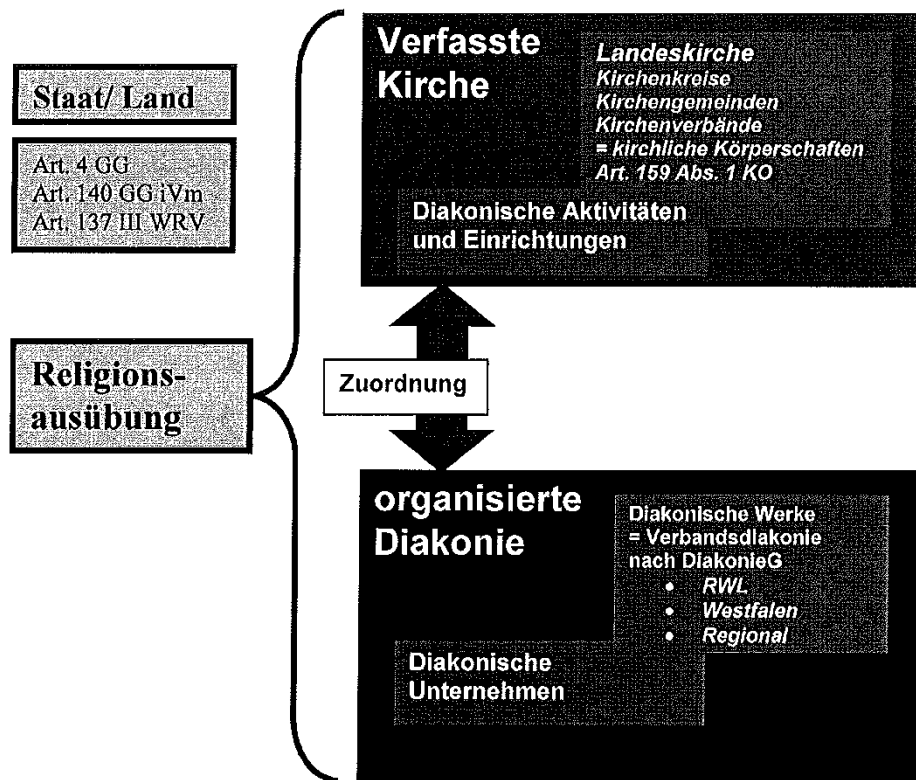 Staat/ Land
Art. 4 GG
Art. 140 GG iVm
Art. 137 III WRV
Religions-
ausübung
Verfasste
Kirche
Landeskirche
Kirchenkreise
Kirchengemeinden
Kirchenverbände
= kirchliche Körperschaften
Art. 159 Abs. 1 KO
Diakonische Aktivitäten
und Einrichtungen
Zuordnung
organisierte
Diakonie
Diakonische Werke
= Verbandsdiakonie
nach DiakonieG
• RWL
• Westfalen
• Regional
Diakonische
Unternehmen